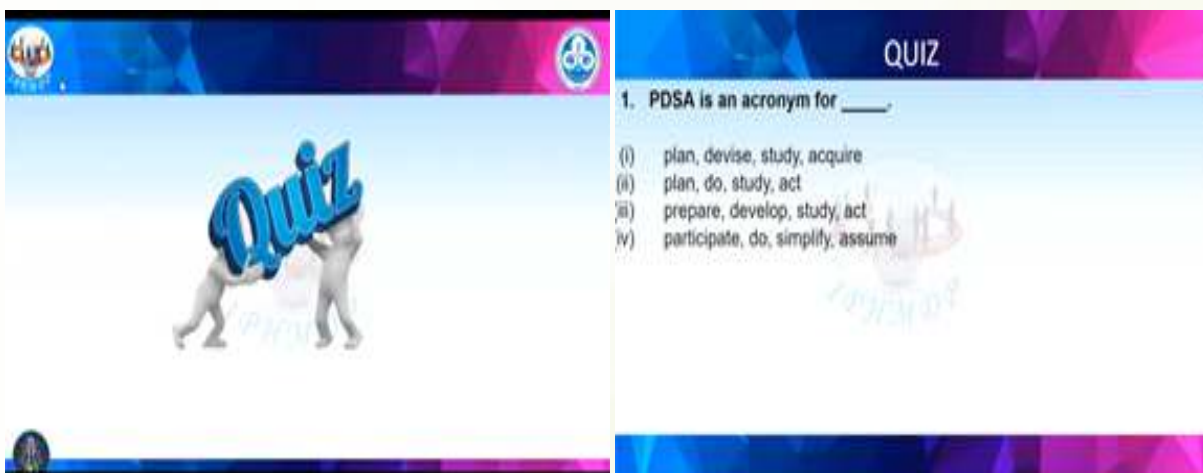 Quiz
QUIZ
1. PDSA is an acronym for _____.
(i) plan, devise, study, acquire
(ii) plan, do, study, act
(iii) prepare, develop, study, act
(iv) participate, do, simplify, assume